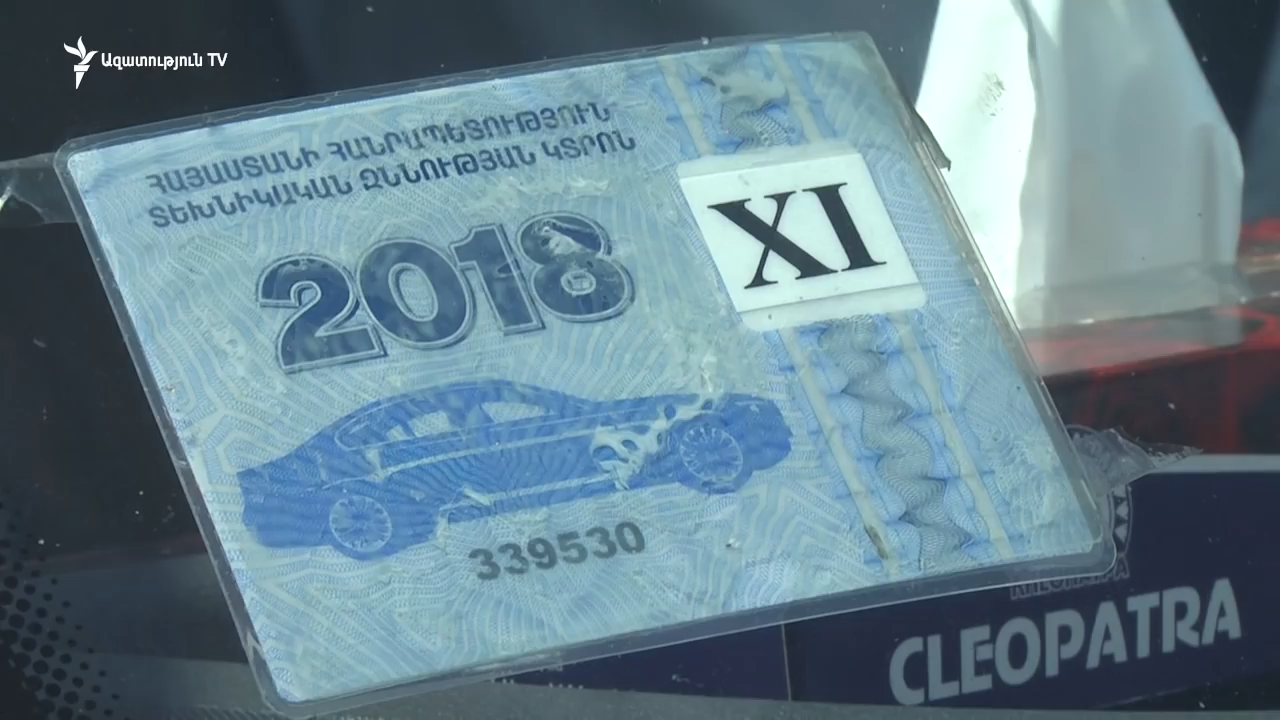 Ազատություն TV
ՀԱՅԱՍՏԱՆԻ ՀԱՆՐԱՊԵՏՈՒԹՅՈՒՆ
ՏԵԽՆԻԿԱԿԱՆ ԶՆՆՈՒԹՅԱՆ ԿՏՐՈՆ
2018
XI
339530
CLEOPATRA